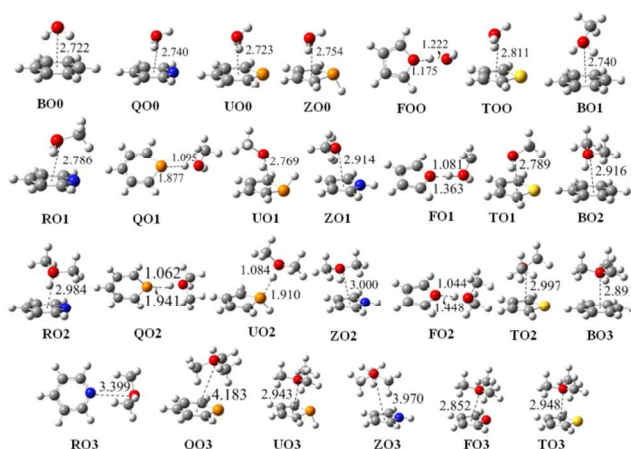 2.722 2.740 2.723 2.754 1.222 1.175 2.811 2.740
BO0 QO0 UO0 ZO0 FOO TOO BO1
2.786 1.095 1.877 2.769 2.914 1.081 1.363 2.789 2.916
RO1 QO1 UO1 ZO1 FO1 TO1 BO2
2.984 1.062 1.941 1.084 1.910 3.000 1.044 1.448 2.997 2.89
RO2 QO2 UO2 ZO2 FO2 TO2 BO3
3.399 4.183 2.943 3.970 2.852 2.948
RO3 OO3 UO3 ZO3 FO3 TO3